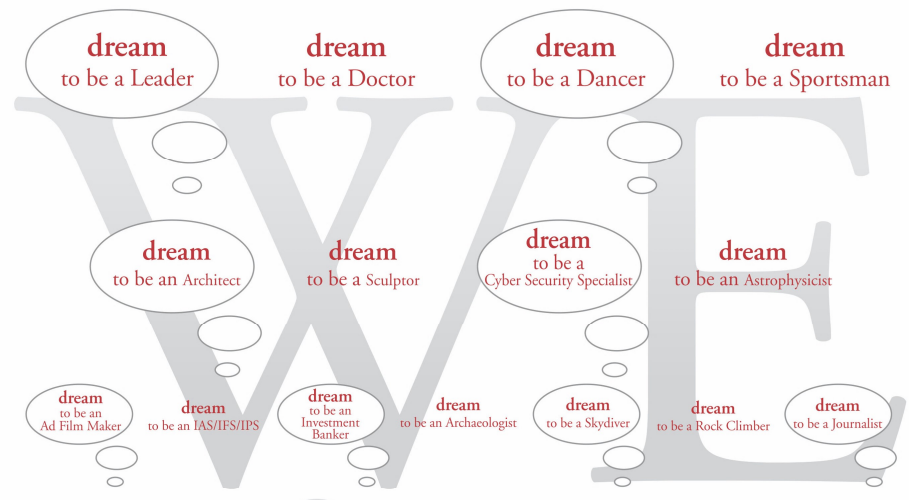 WE
dream
to be a Leader
dream
to be a Doctor
dream
to be a Dancer
dream
to be a Sportsman
dream
to be an Architect
dream
to be a Sculptor
dream
to be a
Cyber Security Specialist
dream
to be an Astrophysicist
dream
to be an
Ad Film Maker
dream
to be an IAS/IFS/IPS
dream
to be an
Investment
Banker
dream
to be an Archaeologist
dream
to be a Skydiver
dream
to be a Rock Climber
dream
to be a Journalist